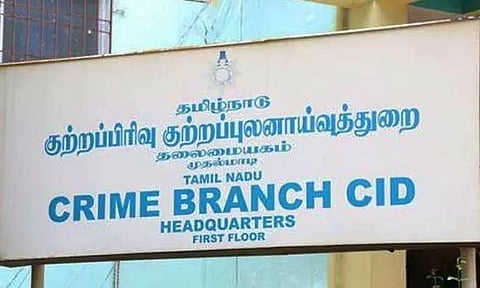 தமிழ்நாடு
குற்றப்பிரிவு குற்றப்புலனாய்வுத்துறை
தலைமையகம்
முதல்மாடி
TAMIL NADU
CRIME BRANCH CID
HEADQUARTERS
FIRST FLOOR